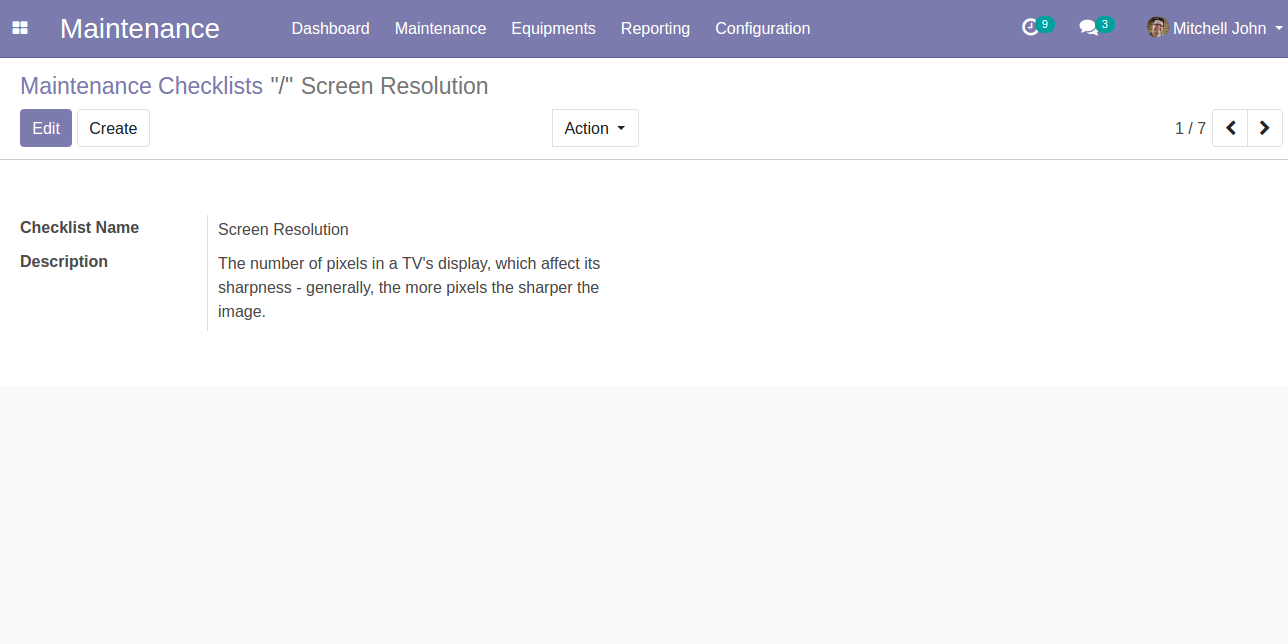 Maintenance Dashboard Maintenance Equipments Reporting Configuration 9 3 Mitchell John
Maintenance Checklists "/" Screen Resolution
Edit Create Action 1 / 7
Checklist Name Screen Resolution
Description The number of pixels in a TV's display, which affect its
sharpness - generally, the more pixels the sharper the
image.